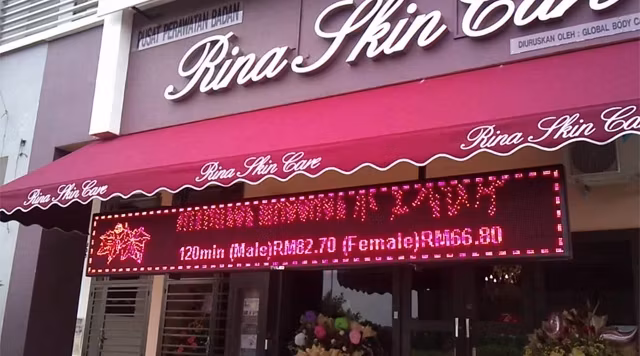 PUSAT PERAWATAN BADAN
Rina Skin Care
DIURUSKAN OLEH : GLOBAL BODY
Rina Skin Care
Rina Skin Care
Rina Skin Ca
120min (Male)RM82.70 (Female)RM66.80